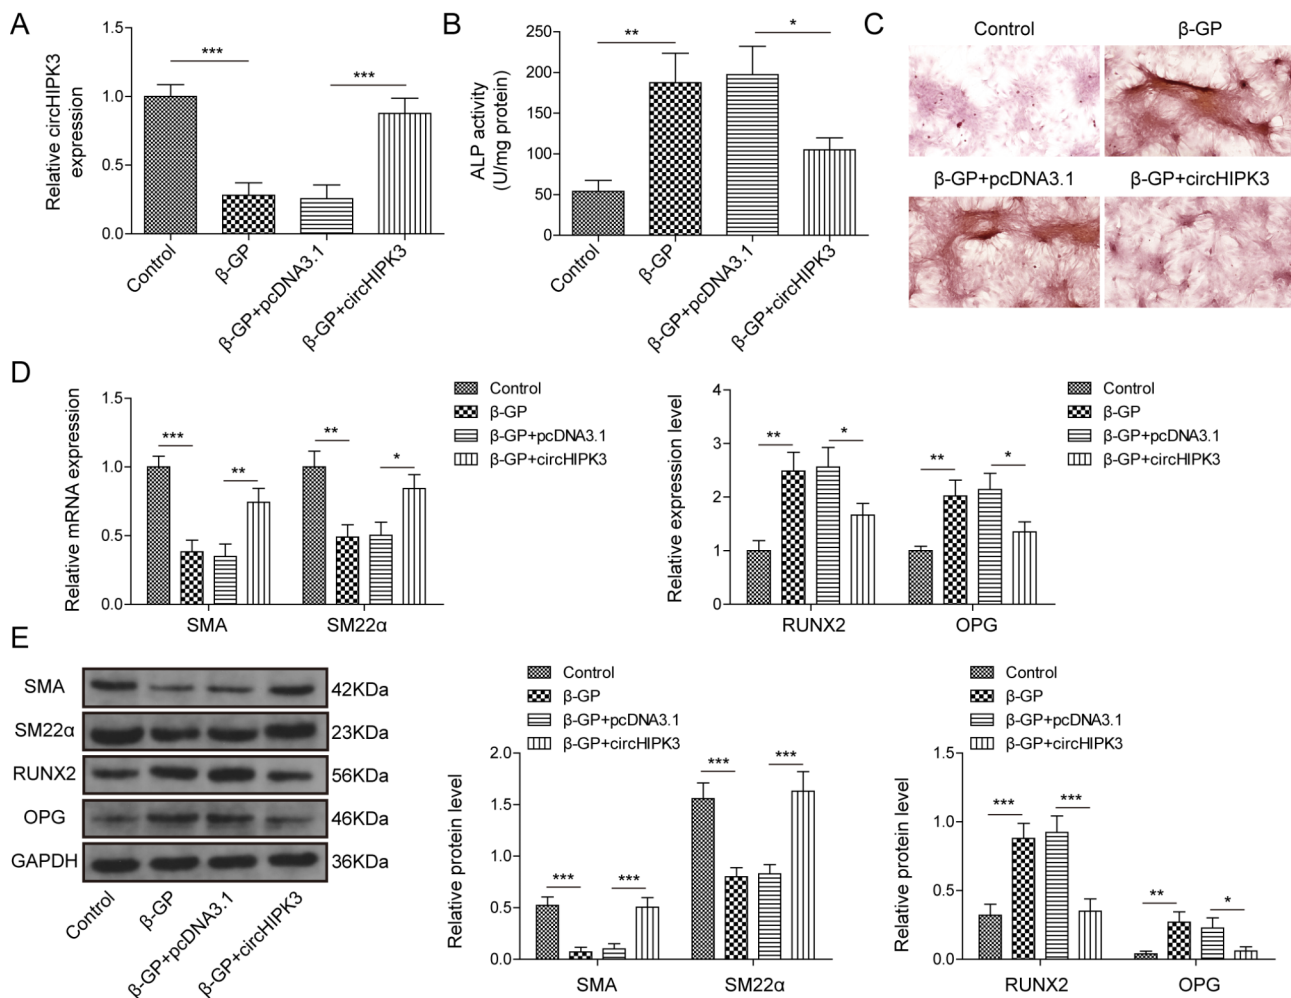 A
Relative circHIPK3
expression
1.5
1.0
0.5
0.0
***
***
Control
β-GP
β-GP+pcDNA3.1
β-GP+circHIPK3
B
ALP activity
(U/mg protein)
250
200
150
100
50
0
**
*
Control
β-GP
β-GP+pcDNA3.1
β-GP+circHIPK3
C
Control
β-GP
β-GP+pcDNA3.1
β-GP+circHIPK3
D
Relative mRNA expression
1.5
1.0
0.5
0.0
***
**
**
*
SMA
SM22α
Control
β-GP
β-GP+pcDNA3.1
β-GP+circHIPK3
Relative expression level
4
3
2
1
0
**
*
**
*
RUNX2
OPG
Control
β-GP
β-GP+pcDNA3.1
β-GP+circHIPK3
E
SMA 42KDa
SM22α 23KDa
RUNX2 56KDa
OPG 46KDa
GAPDH 36KDa
Control
β-GP
β-GP+pcDNA3.1
β-GP+circHIPK3
Control
β-GP
β-GP+pcDNA3.1
β-GP+circHIPK3
Relative protein level
2.0
1.5
1.0
0.5
0.0
***
***
***
***
SMA
SM22α
Control
β-GP
β-GP+pcDNA3.1
β-GP+circHIPK3
Relative protein level
1.5
1.0
0.5
0.0
***
***
**
*
RUNX2
OPG